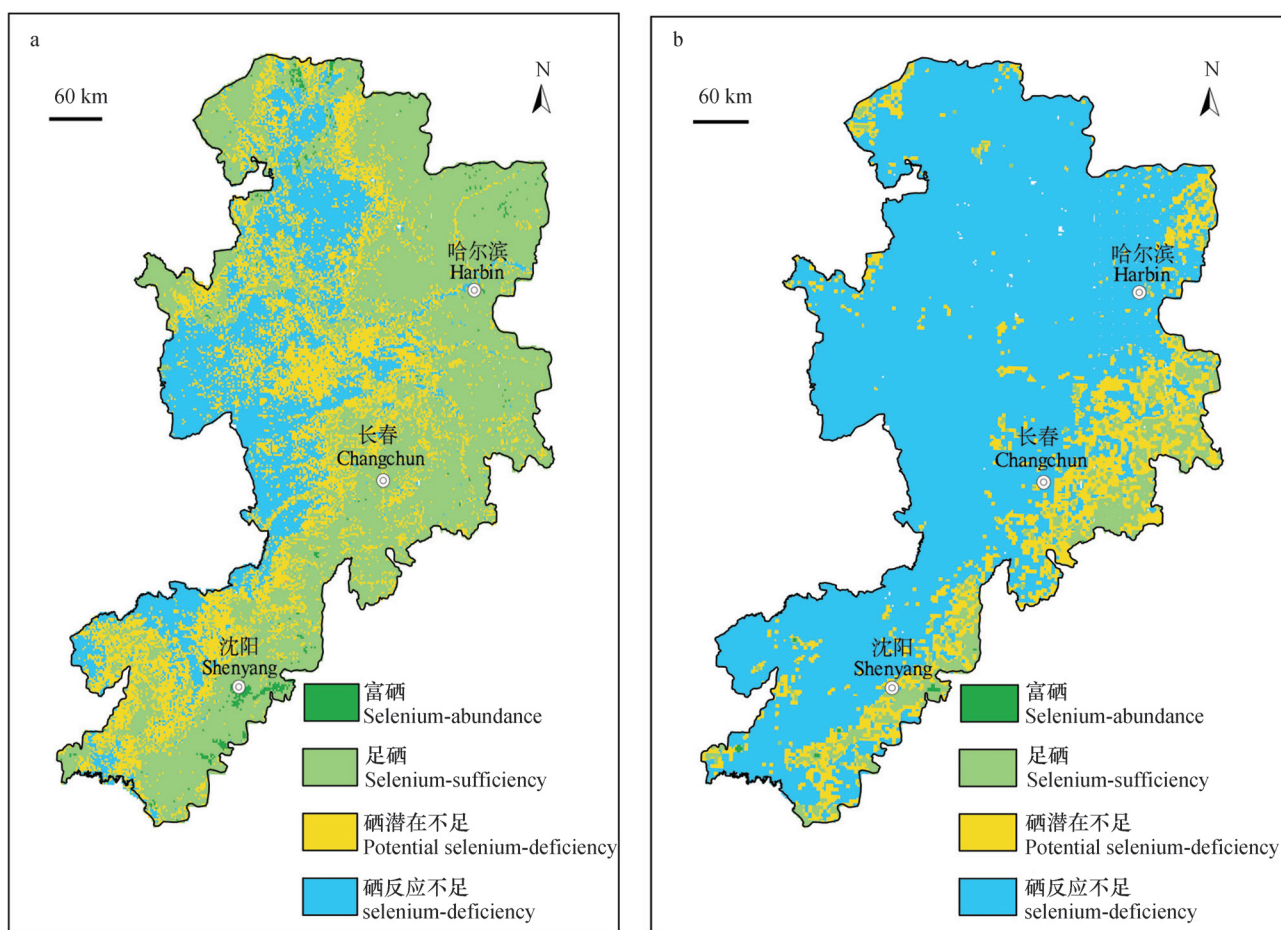 a
N
60 km
哈尔滨
Harbin
长春
Changchun
沈阳
Shenyang
富硒
Selenium-abundance
足硒
Selenium-sufficiency
硒潜在不足
Potential selenium-deficiency
硒反应不足
selenium-deficiency
b
N
60 km
哈尔滨
Harbin
长春
Changchun
沈阳
Shenyang
富硒
Selenium-abundance
足硒
Selenium-sufficiency
硒潜在不足
Potential selenium-deficiency
硒反应不足
selenium-deficiency